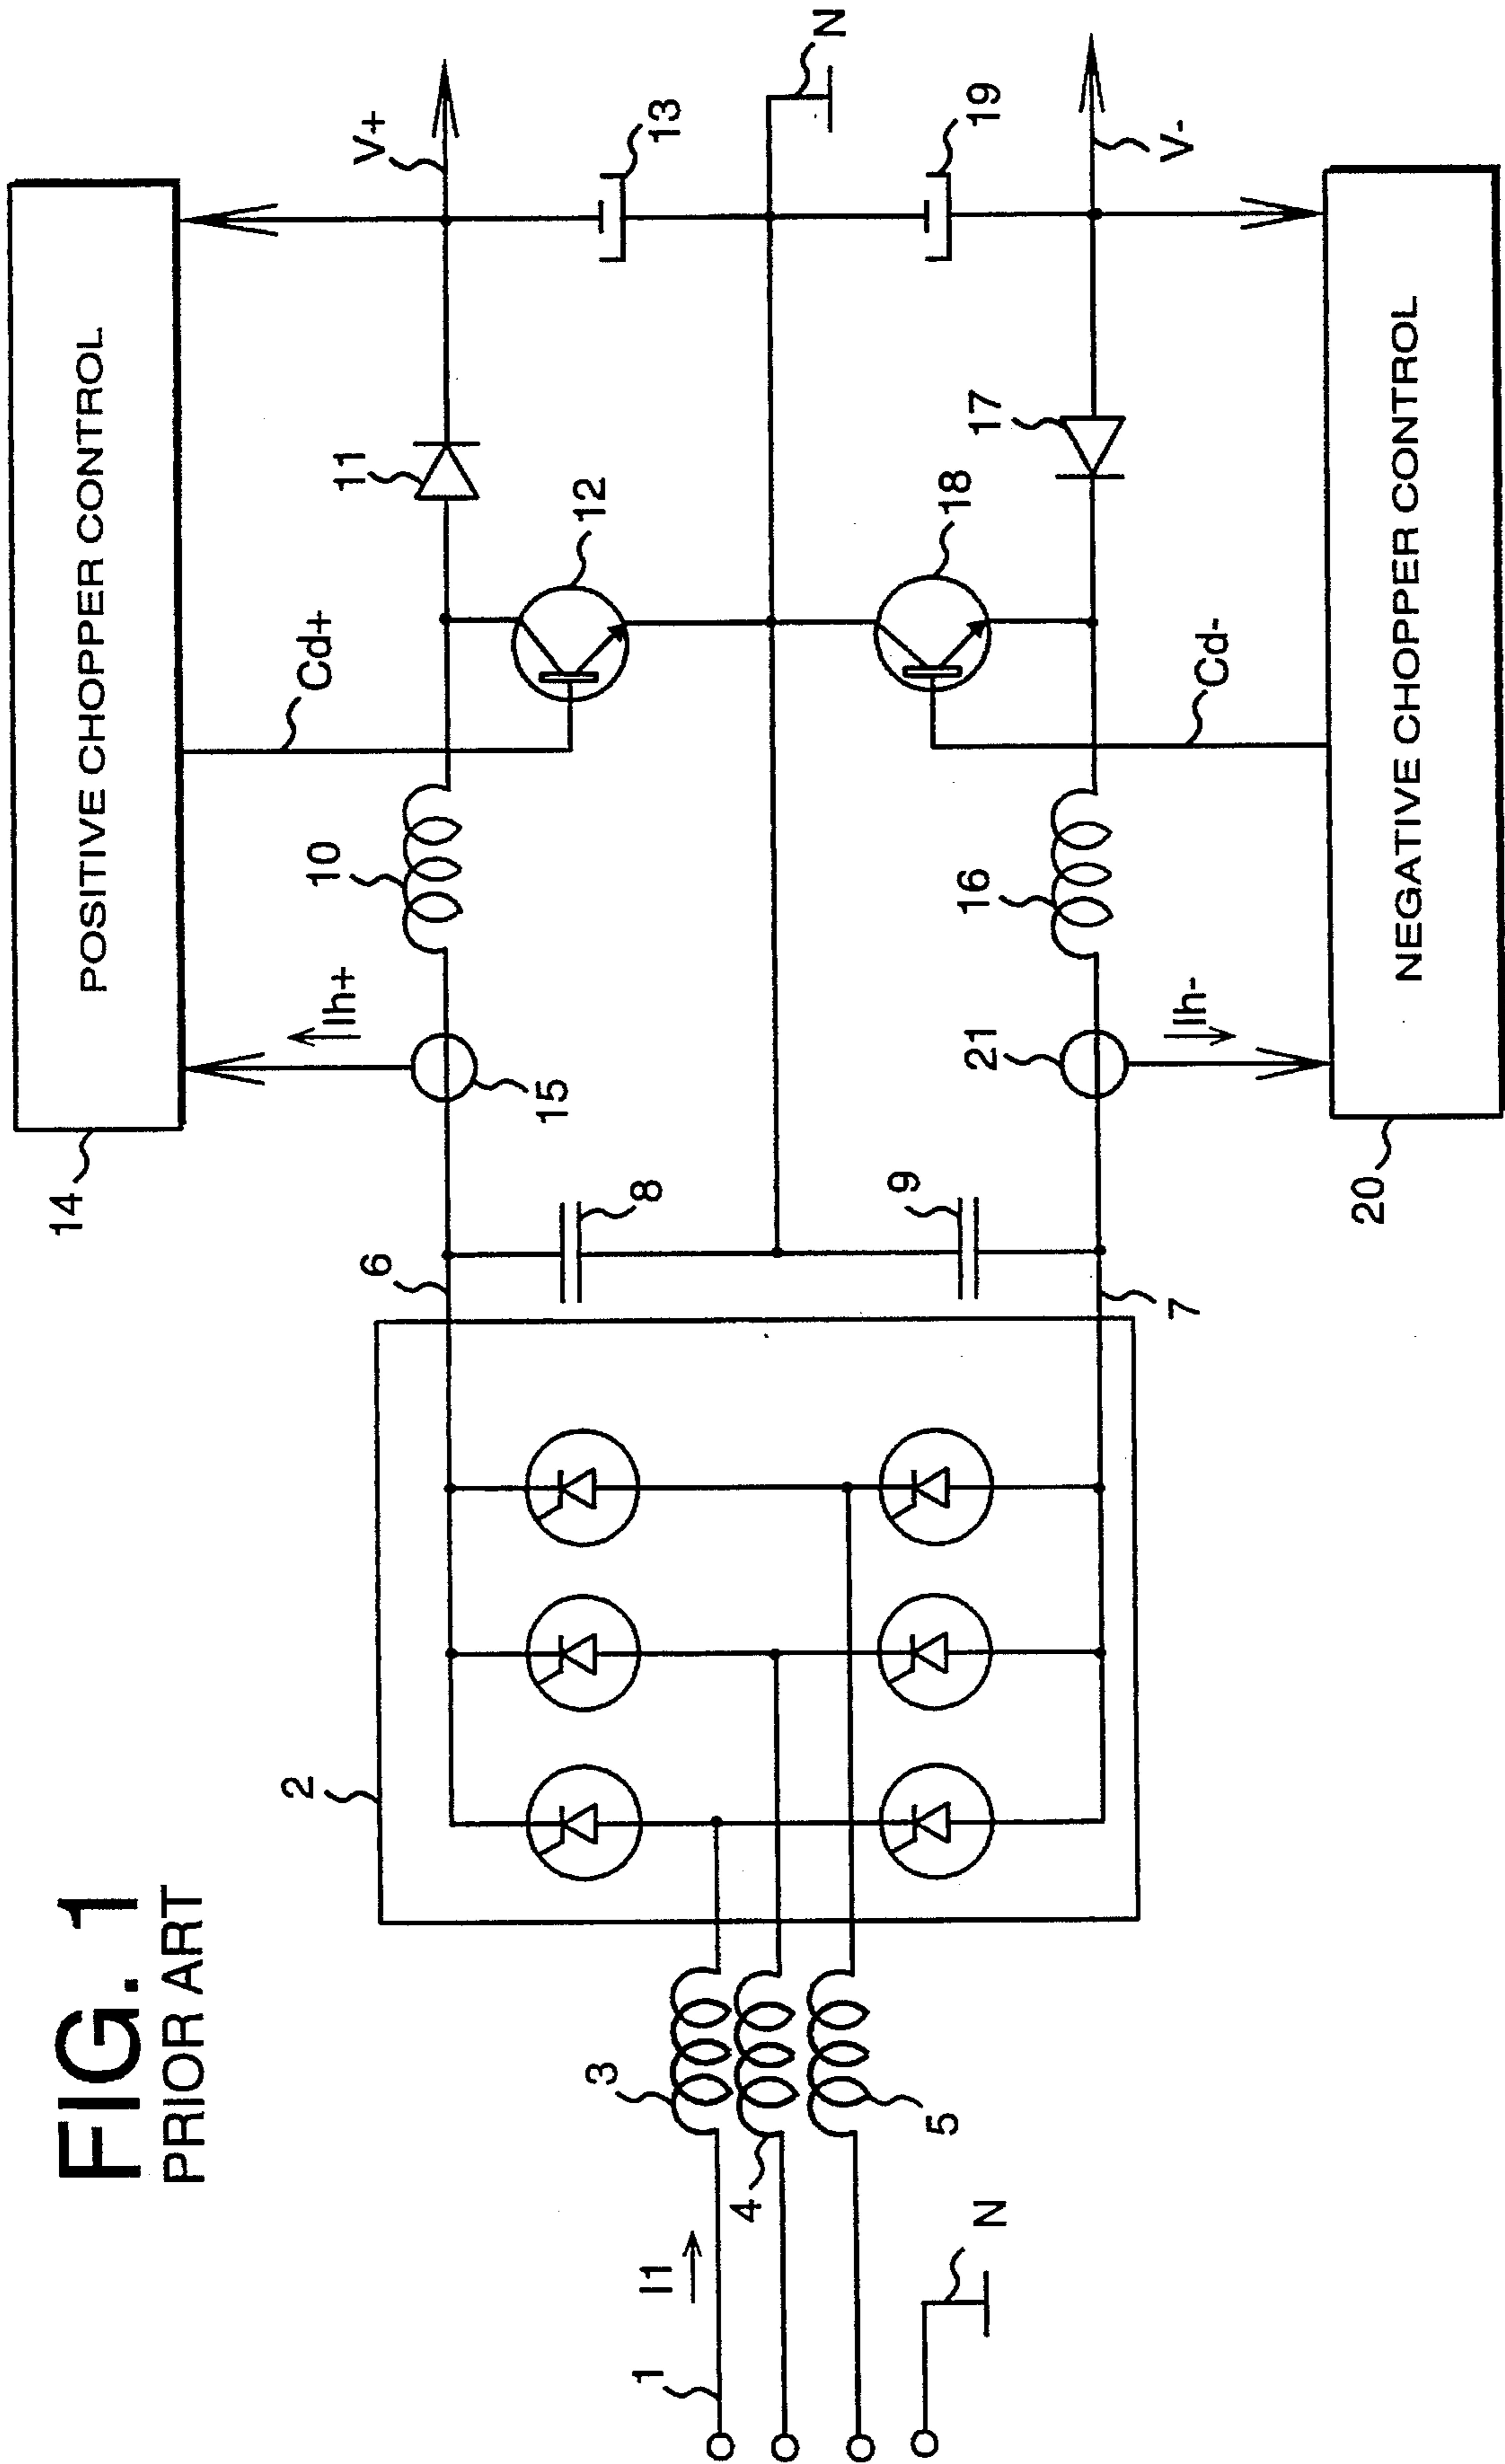 FIG. 1
PRIOR ART
POSITIVE CHOPPER CONTROL
14
Ih+
Cd+
V+
15
10
11
12
13
6
8
N
2
3
4
5
I1
1
N
9
7
21
16
18
17
19
V-
Ih-
Cd-
20
NEGATIVE CHOPPER CONTROL